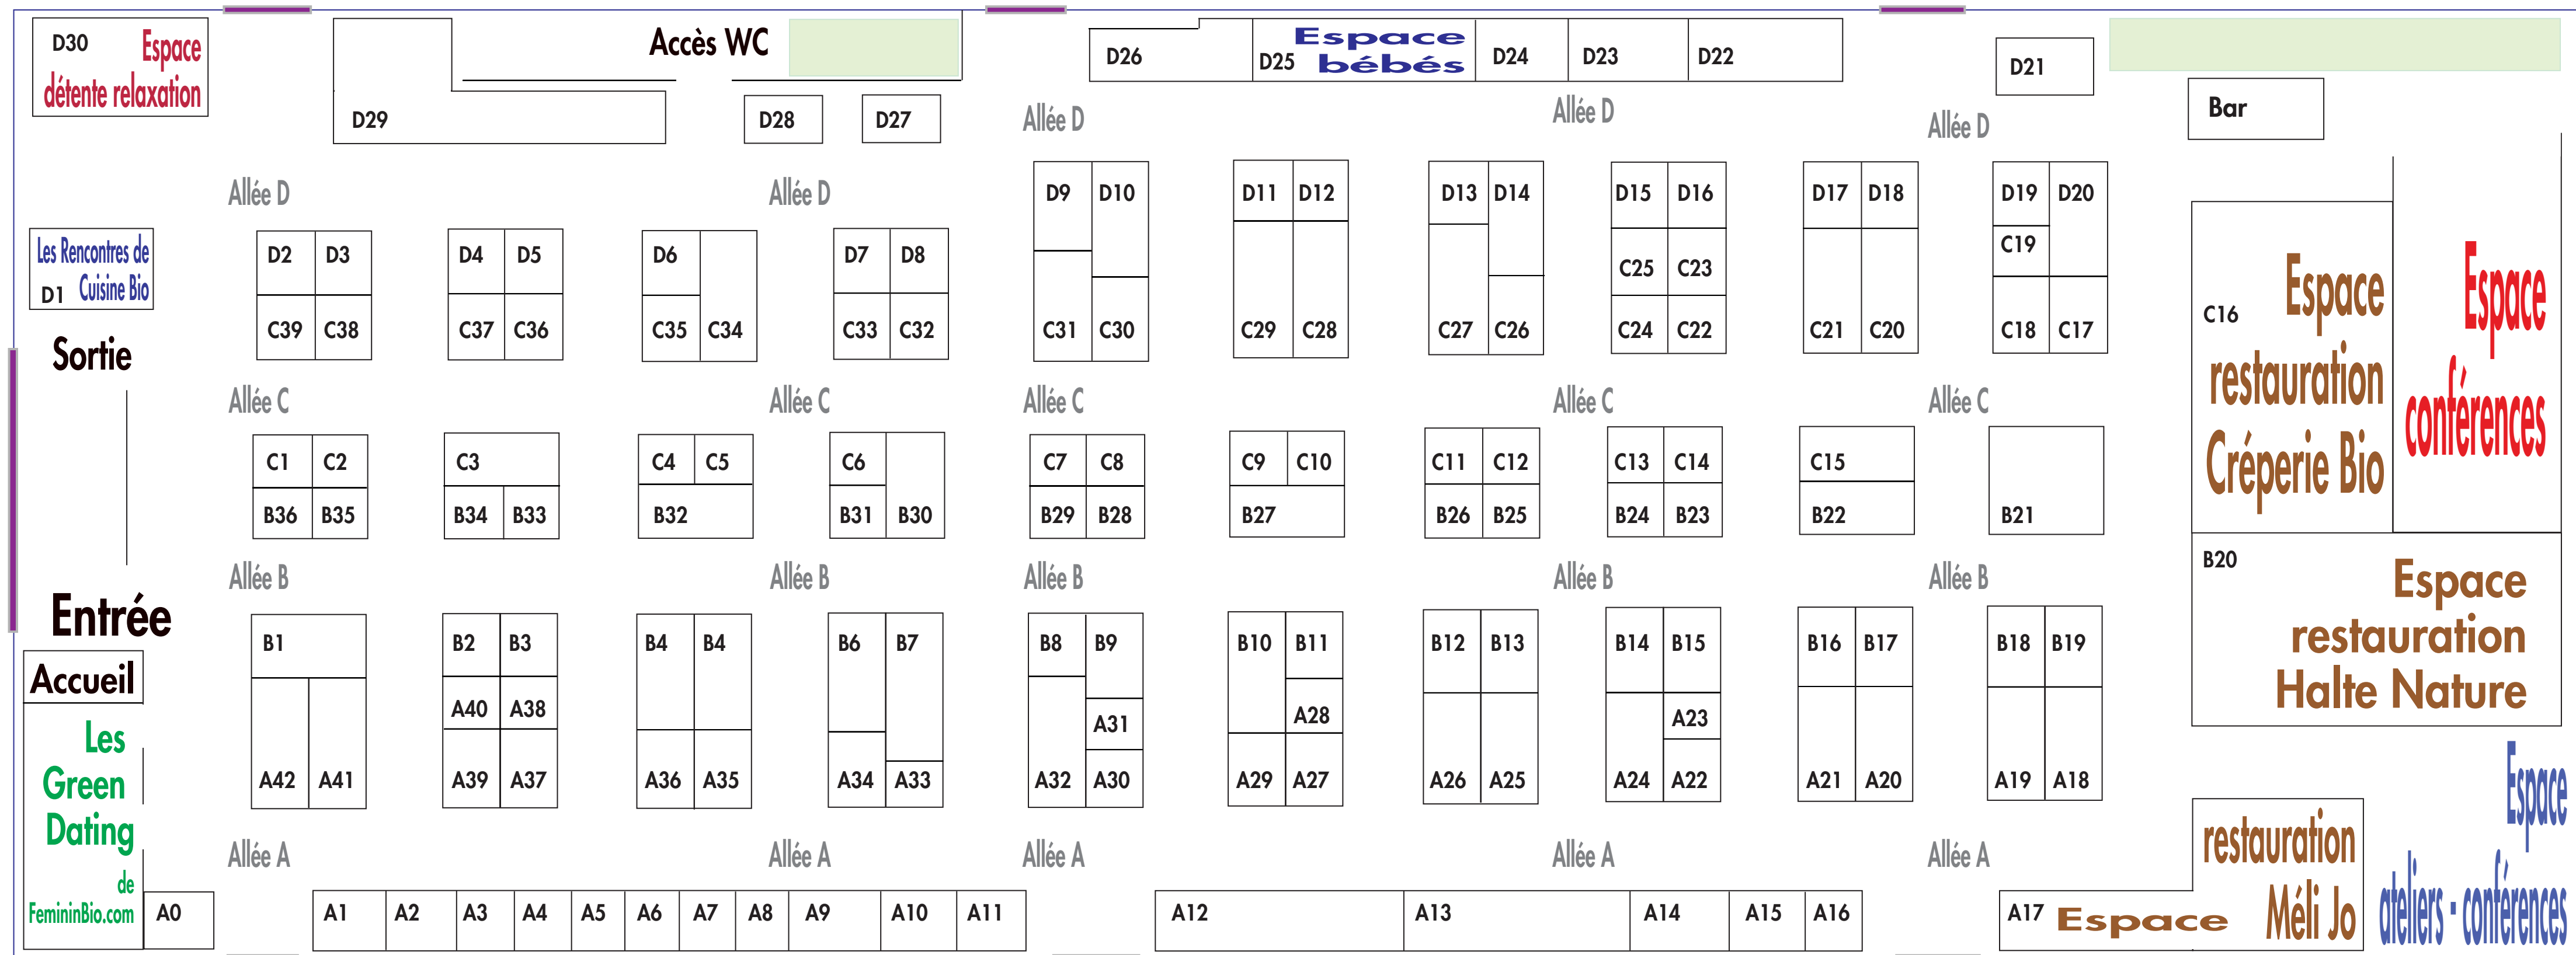 D30 Espace
détente relaxation
Accès WC
D29
D28
D27
D26
D25 Espace
bébés
D24
D23
D22
D21
Bar
Allée D
Allée D
Allée D
Allée D
Allée D
D9 D10
D11 D12
D13 D14
D15 D16
D17 D18
D19 D20
Les Rencontres de
D1 Cuisine Bio
D2 D3
D4 D5
D6
D7 D8
C19
C25 C23
C39 C38
C37 C36
C35 C34
C33 C32
C31 C30
C29 C28
C27 C26
C24 C22
C21 C20
C18 C17
C16 Espace
restauration
Créperie Bio
Espace
conférences
Sortie
Allée C
Allée C
Allée C
Allée C
Allée C
C1 C2
C3
C4 C5
C6
C7 C8
C9 C10
C11 C12
C13 C14
C15
B36 B35
B34 B33
B32
B31 B30
B29 B28
B27
B26 B25
B24 B23
B22
B21
B20 Espace
restauration
Halte Nature
Allée B
Allée B
Allée B
Allée B
Allée B
Entrée
Accueil
B1
B2 B3
B4 B4
B6 B7
B8 B9
B10 B11
B12 B13
B14 B15
B16 B17
B18 B19
A40 A38
A31
A28
A23
A42 A41
A39 A37
A36 A35
A34 A33
A32 A30
A29 A27
A26 A25
A24 A22
A21 A20
A19 A18
Les
Green
Dating
de
FemininBio.com
Allée A
Allée A
Allée A
Allée A
Allée A
A0
A1 A2 A3 A4 A5 A6 A7 A8 A9 A10 A11
A12 A13 A14 A15 A16
A17 Espace
restauration
Méli Jo
Espace
ateliers - conférences